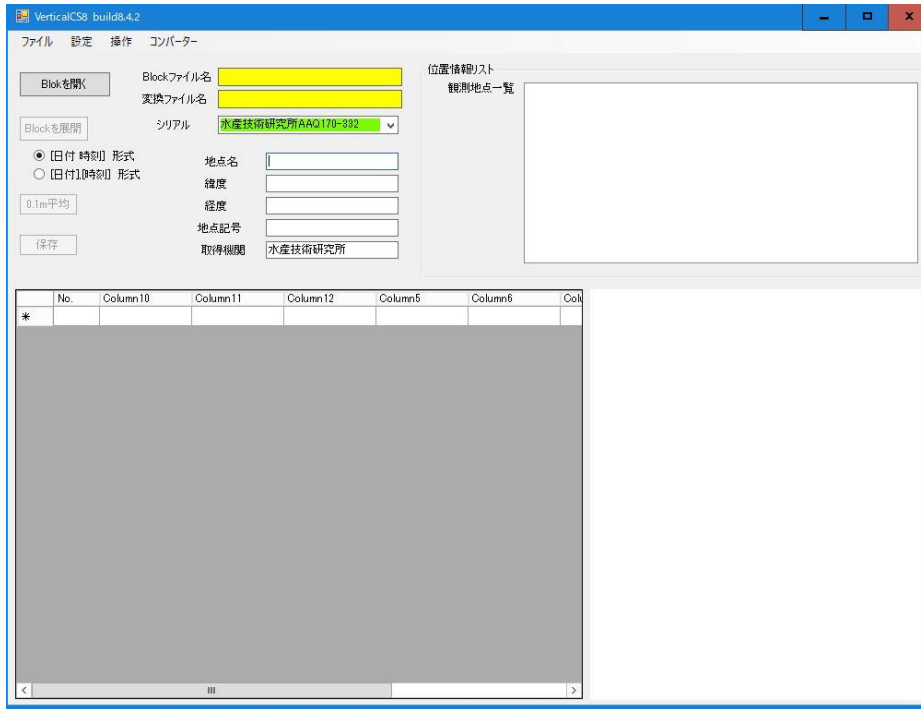 VerticalCS8 build8.4.2
ファイル 設定 操作 コンバーター
Blokを開く
Blockファイル名
変換ファイル名
Blockを展開
シリアル 水産技術研究所AAQ170-332
[日付 時刻] 形式
[日付],[時刻] 形式
0.1m平均
保存
地点名
緯度
経度
地点記号
取得機関 水産技術研究所
位置情報リスト
観測地点一覧
No. Column10 Column11 Column12 Column5 Column6 Colu
*